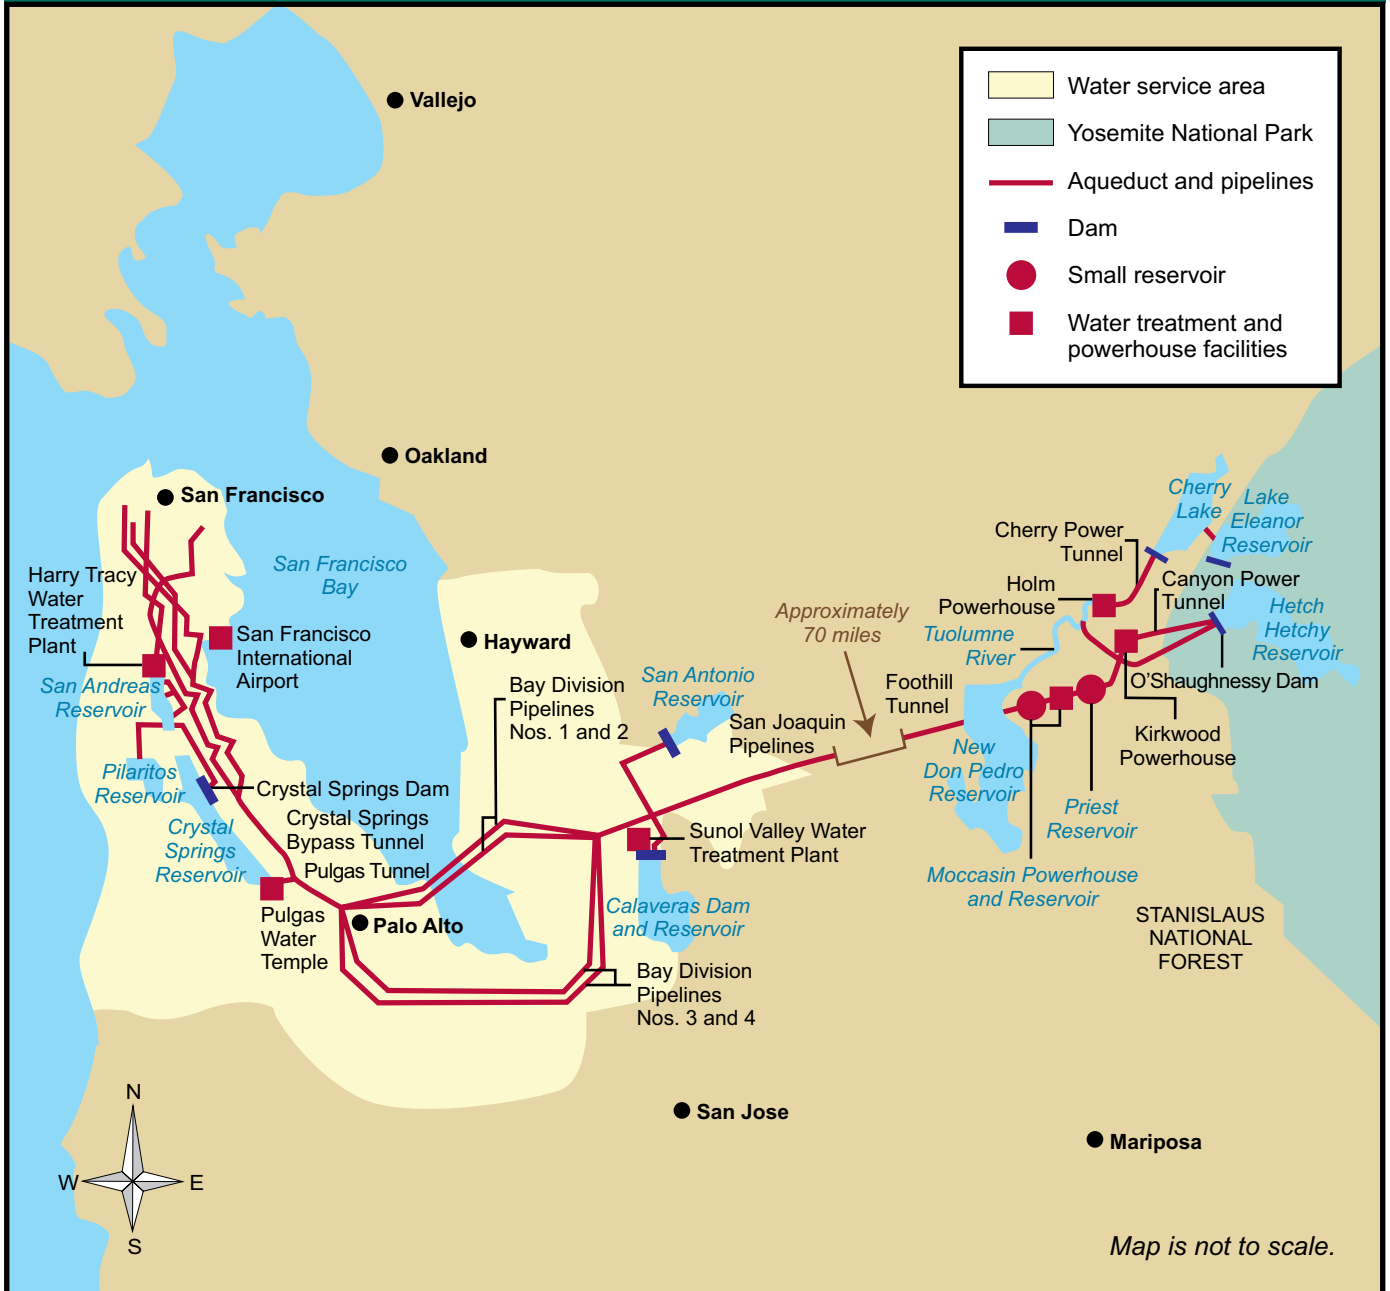 Vallejo
Water service area
Yosemite National Park
Aqueduct and pipelines
Dam
Small reservoir
Water treatment and
powerhouse facilities
Oakland
San Francisco
San Francisco
Bay
Harry Tracy
Water
Treatment
Plant
San Francisco
International
Airport
San Andreas
Reservoir
Pilaritos
Reservoir
Crystal Springs Dam
Crystal
Springs
Reservoir
Crystal Springs
Bypass Tunnel
Pulgas Tunnel
Pulgas
Water
Temple
Palo Alto
Hayward
Bay Division
Pipelines
Nos. 1 and 2
San Antonio
Reservoir
San Joaquin
Pipelines
Approximately
70 miles
Foothill
Tunnel
Sunol Valley Water
Treatment Plant
Calaveras Dam
and Reservoir
Bay Division
Pipelines
Nos. 3 and 4
Cherry
Lake
Lake
Eleanor
Reservoir
Cherry Power
Tunnel
Holm
Powerhouse
Canyon Power
Tunnel
Hetch
Hetchy
Reservoir
Tuolumne
River
O'Shaughnessy Dam
Kirkwood
Powerhouse
New
Don Pedro
Reservoir
Priest
Reservoir
Moccasin Powerhouse
and Reservoir
STANISLAUS
NATIONAL
FOREST
San Jose
Mariposa
N
W
E
S
Map is not to scale.